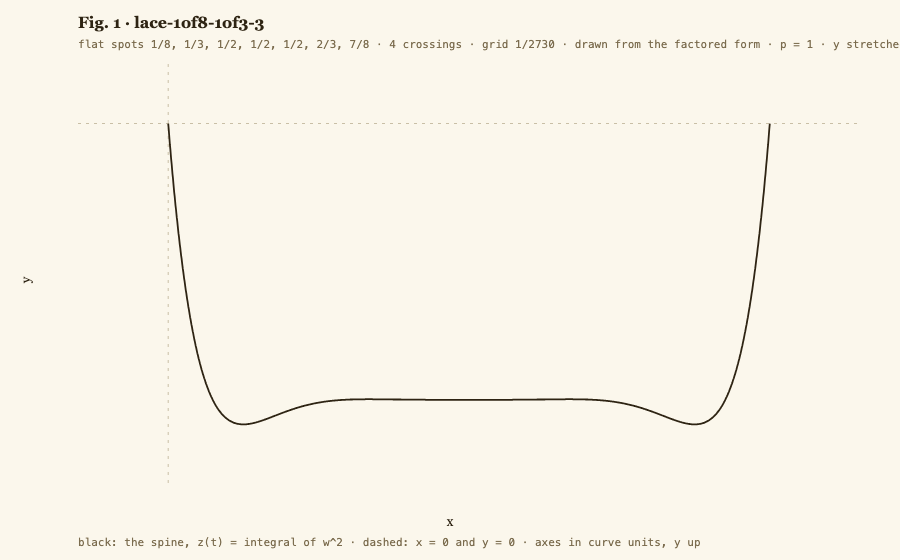 Fig. 1 · lace-1of8-1of3-3
flat spots 1/8, 1/3, 1/2, 1/2, 1/2, 2/3, 7/8 · 4 crossings · grid 1/2730 · drawn from the factored form · p = 1 · y stretche
y
x
black: the spine, z(t) = integral of w^2 · dashed: x = 0 and y = 0 · axes in curve units, y up